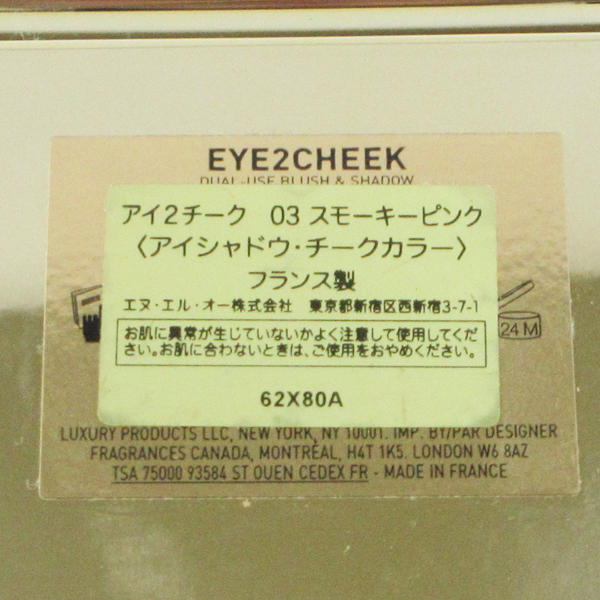 EYE2CHEEK
DUAL-USE BLUSH & SHADOW
アイ2チーク 03 スモーキーピンク
〈アイシャドウ・チークカラー〉
フランス製
エヌ・エル・オー株式会社 東京都新宿区西新宿3-7-1
お肌に異常が生じていないかよく注意して使用してくだ
さい。お肌に合わないときは、ご使用をおやめください。
24 M
62X80A
LUXURY PRODUCTS LLC, NEW YORK, NY 10001. IMP. BY/PAR DESIGNER
FRAGRANCES CANADA, MONTRÉAL, H4T 1K5. LONDON W6 8AZ
TSA 75000 93584 ST OUEN CEDEX FR - MADE IN FRANCE